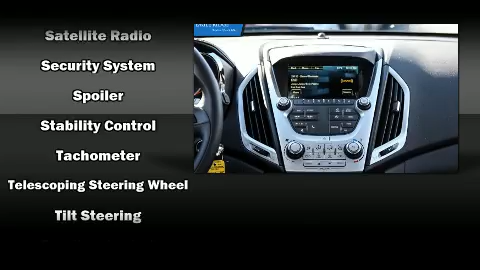 Satellite Radio
Security System
Spoiler
Stability Control
Tachometer
Telescoping Steering Wheel
Tilt Steering